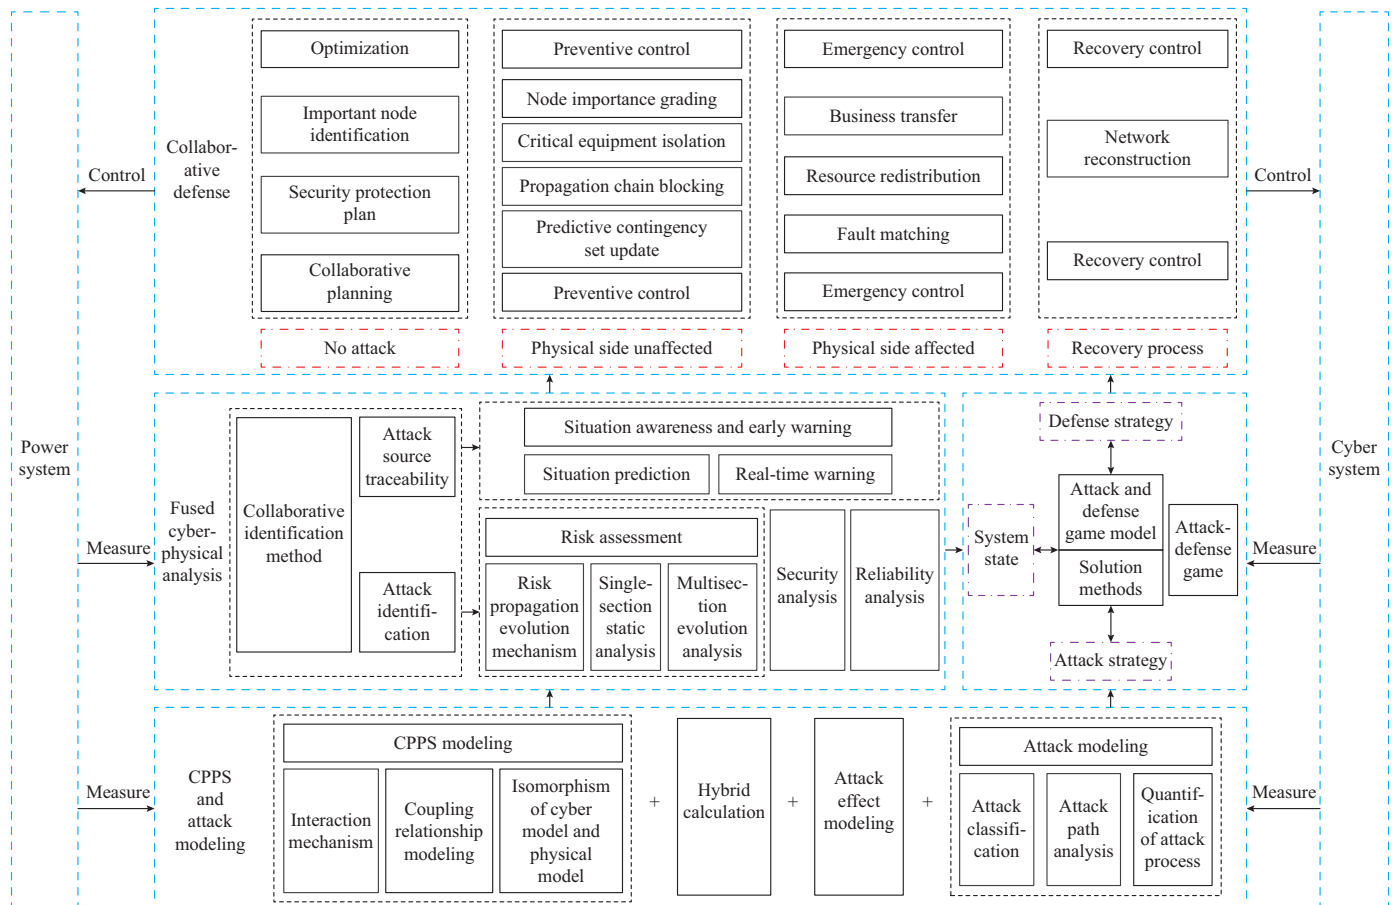 Power
system
Control
Measure
Measure
Collabor-
ative
defense
Optimization
Important node
identification
Security protection
plan
Collaborative
planning
No attack
Preventive control
Node importance grading
Critical equipment isolation
Propagation chain blocking
Predictive contingency
set update
Preventive control
Physical side unaffected
Emergency control
Business transfer
Resource redistribution
Fault matching
Emergency control
Physical side affected
Recovery control
Network
reconstruction
Recovery control
Recovery process
Fused
cyber-
physical
analysis
Collaborative
identification
method
Attack
source
traceability
Attack
identifi-
cation
Situation awareness and early warning
Situation prediction
Real-time warning
Risk assessment
Risk
propagation
evolution
mechanism
Single-
section
static
analysis
Multisection
evolution
analysis
Security
analysis
Reliability
analysis
Defense strategy
System
state
Attack and
defense
game model
Solution
methods
Attack-
defense
game
Attack strategy
CPPS
and
attack
modeling
CPPS modeling
Interaction
mechanism
Coupling
relationship
modeling
Isomorphism
of cyber
model and
physical
model
+
Hybrid
calculation
+
Attack
effect
modeling
+
Attack modeling
Attack
classifi-
cation
Attack
path
analysis
Quantif-
ication
of attack
process
Control
Measure
Measure
Cyber
system